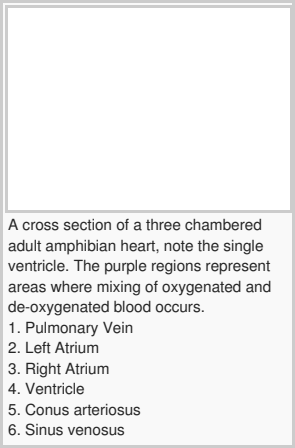 A cross section of a three chambered
adult amphibian heart, note the single
ventricle. The purple regions represent
areas where mixing of oxygenated and
de-oxygenated blood occurs.
1. Pulmonary Vein
2. Left Atrium
3. Right Atrium
4. Ventricle
5. Conus arteriosus
6. Sinus venosus